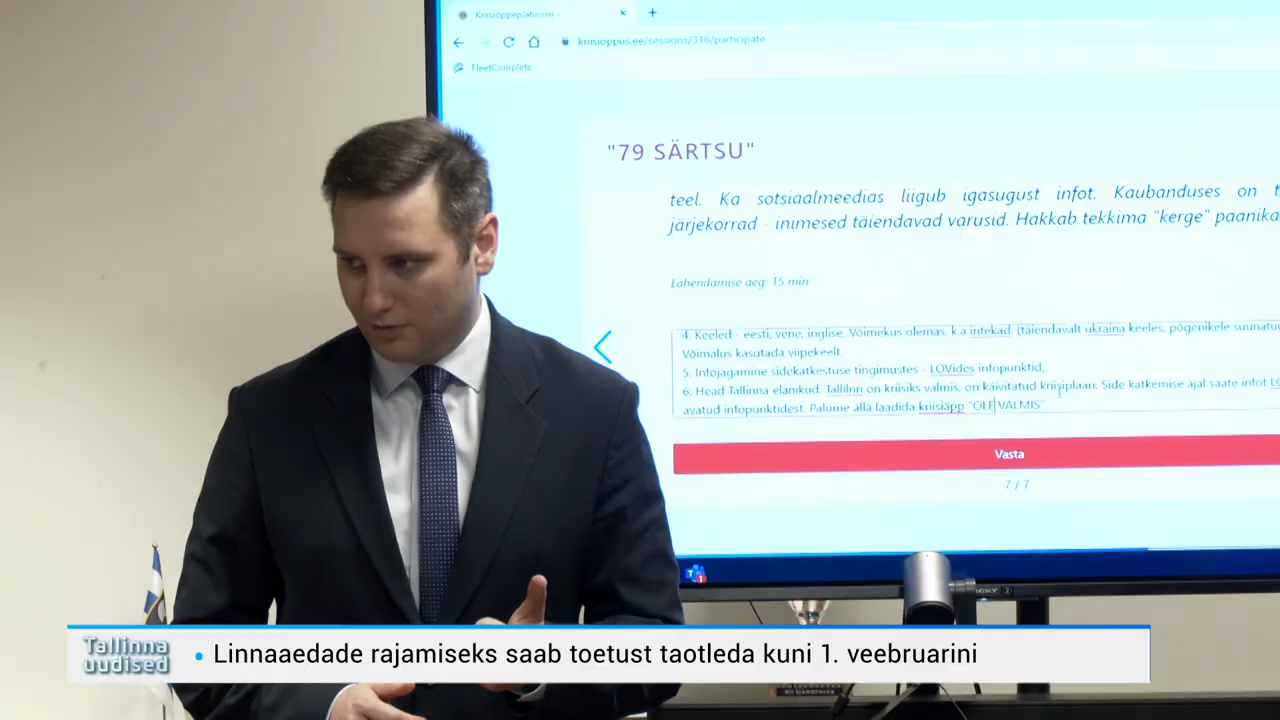 Kriisiõppeplatvorm -
kriisioppus.ee/sessions/316/participate
FleetComplete
"79 SÄRTSU"
teel. Ka sotsiaalmeedias liigub igasugust infot. Kaubanduses on
järjekorrad - inimesed täiendavad varusid. Hakkab tekkima "kerge" paanika
Lahendamise aeg: 15 min
4. Keeled - eesti, vene, inglise. Võimekus olemas, k.a intekad. (täiendavalt ukraina keeles, põgenikele
Võimalus kasutada viipekeelt.
5. Infojagamine sidekatkestuse tingimustes - LOVides infopunktid,
6. Head Tallinna elanikud. Tallilnn on kriisiks valmis, on käivitatud kriisiplaan. Side katkemise ajal saate infot
avatud infopunktidest. Palume alla laadida kriisiäpp "OLE VALMIS"
Vasta
7 / 7
SONY
Tallinna
uudised
• Linnaaedade rajamiseks saab toetust taotleda kuni 1. veebruarini